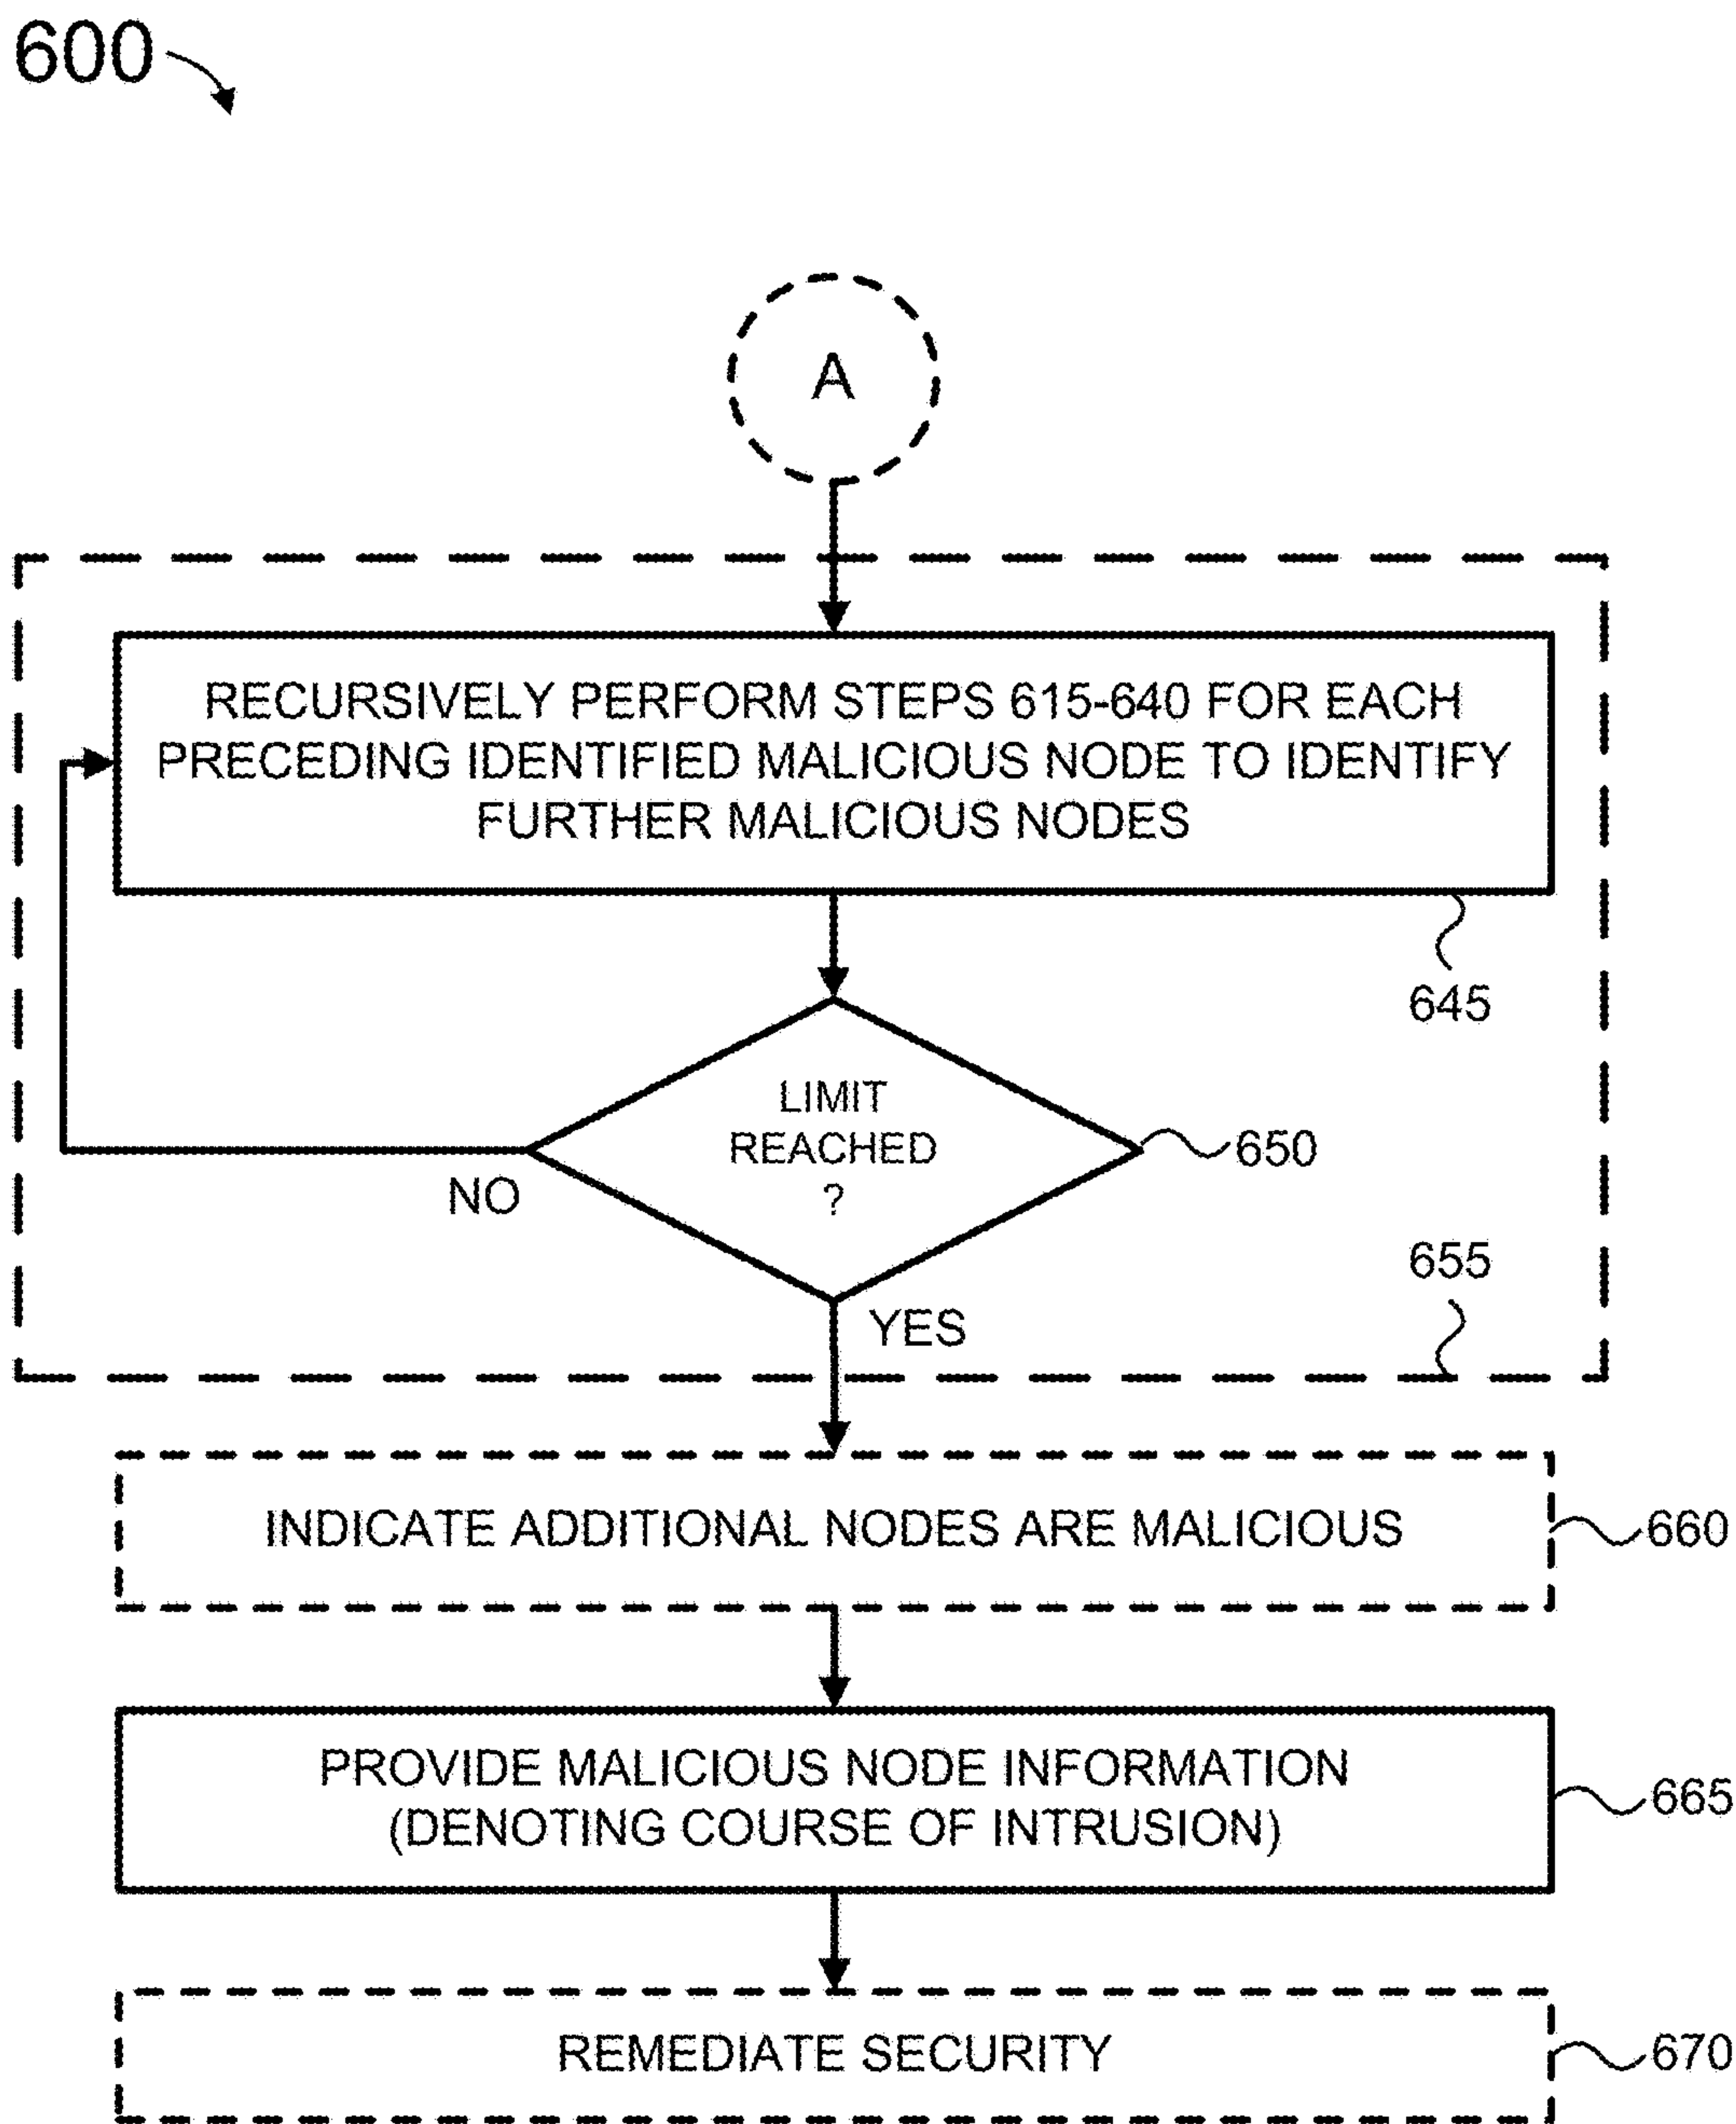 600
A
RECURSIVELY PERFORM STEPS 615-640 FOR EACH
PRECEDING IDENTIFIED MALICIOUS NODE TO IDENTIFY
FURTHER MALICIOUS NODES
645
LIMIT
REACHED
?
650
NO
655
YES
INDICATE ADDITIONAL NODES ARE MALICIOUS
660
PROVIDE MALICIOUS NODE INFORMATION
(DENOTING COURSE OF INTRUSION)
665
REMEDIATE SECURITY
670